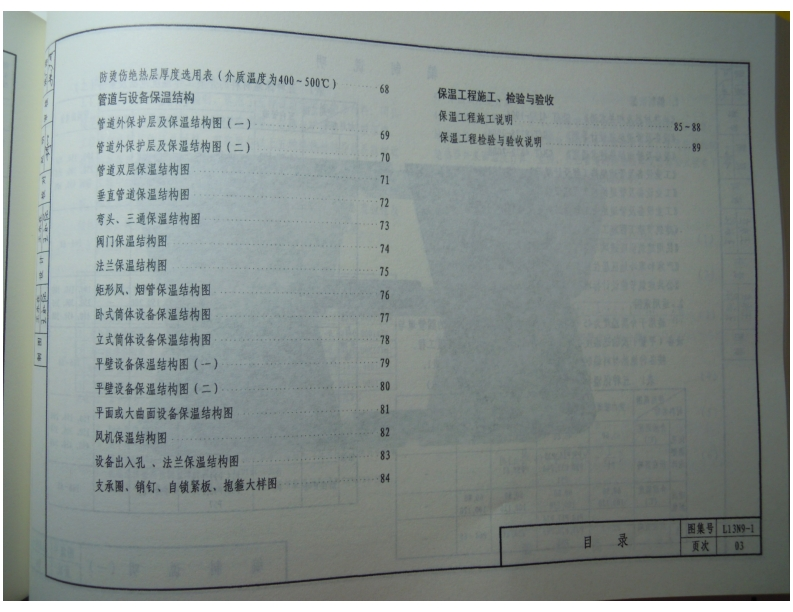 防烫伤绝热层厚度选用表(介质温度为400~500℃) 68
管道与设备保温结构
管道外保护层及保温结构图(一) 69
管道外保护层及保温结构图(二) 70
管道双层保温结构图 71
垂直管道保温结构图 72
弯头、三通保温结构图 73
阀门保温结构图 74
法兰保温结构图 75
矩形风、烟管保温结构图 76
卧式筒体设备保温结构图 77
立式筒体设备保温结构图 78
平壁设备保温结构图(一) 79
平壁设备保温结构图(二) 80
平面或大曲面设备保温结构图 81
风机保温结构图 82
设备出入孔、法兰保温结构图 83
支承圈、销钉、自锁紧板、抱箍大样图 84
保温工程施工、检验与验收
保温工程施工说明 85~88
保温工程检验与验收说明 89
目 录
图集号 L13N9-1
页次 03